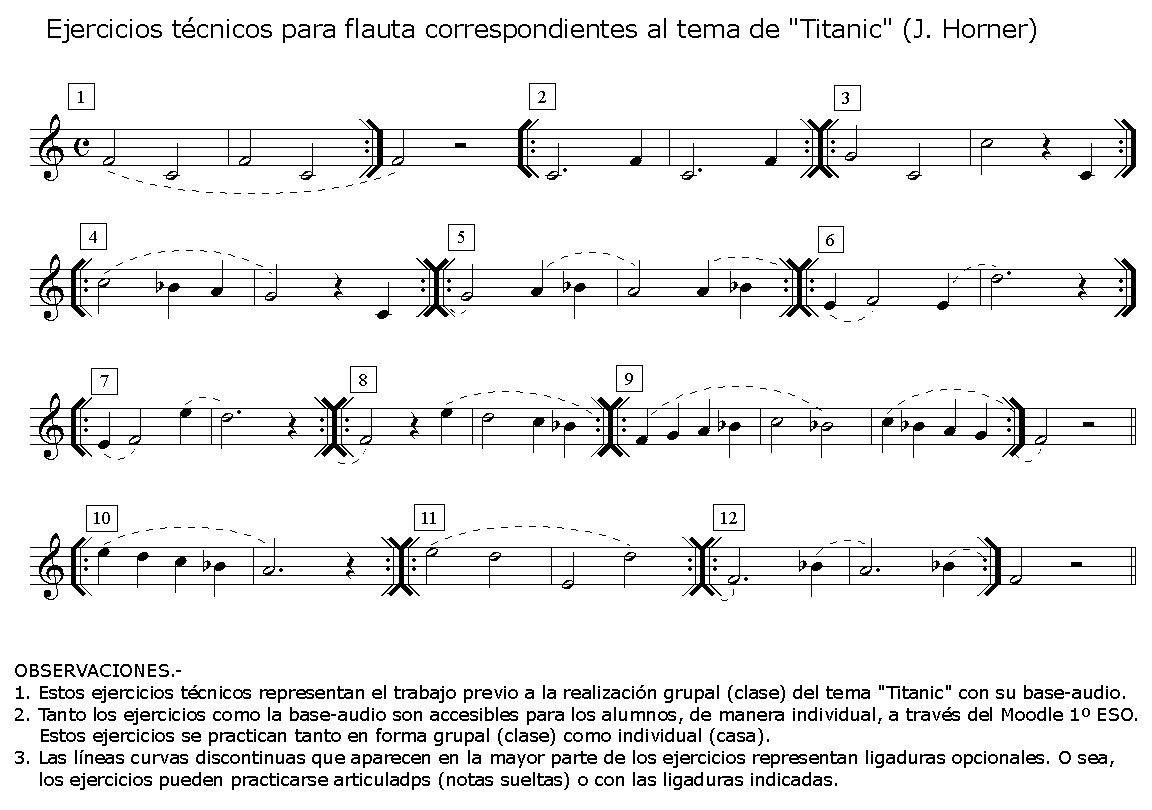 Ejercicios técnicos para flauta correspondientes al tema de "Titanic" (J. Horner)
1
2
3
4
5
6
7
8
9
10
11
12
OBSERVACIONES.-
1. Estos ejercicios técnicos representan el trabajo previo a la realización grupal (clase) del tema "Titanic" con su base-audio.
2. Tanto los ejercicios como la base-audio son accesibles para los alumnos, de manera individual, a través del Moodle 1º ESO.
Estos ejercicios se practican tanto en forma grupal (clase) como individual (casa).
3. Las líneas curvas discontinuas que aparecen en la mayor parte de los ejercicios representan ligaduras opcionales. O sea,
los ejercicios pueden practicarse articuladps (notas sueltas) o con las ligaduras indicadas.